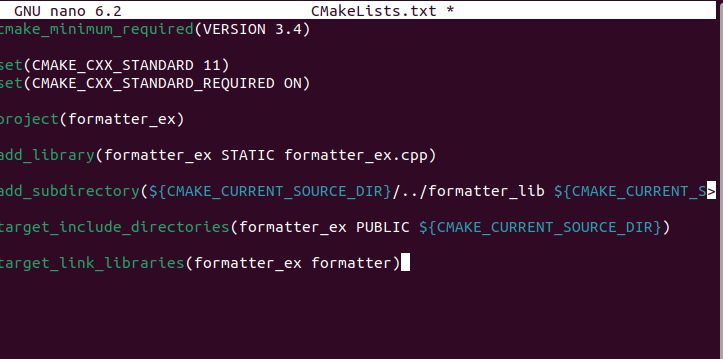 GNU nano 6.2 CMakeLists.txt *
cmake_minimum_required(VERSION 3.4)
set(CMAKE_CXX_STANDARD 11)
set(CMAKE_CXX_STANDARD_REQUIRED ON)
project(formatter_ex)
add_library(formatter_ex STATIC formatter_ex.cpp)
add_subdirectory(${CMAKE_CURRENT_SOURCE_DIR}/../formatter_lib ${CMAKE_CURRENT_S>
target_include_directories(formatter_ex PUBLIC ${CMAKE_CURRENT_SOURCE_DIR})
target_link_libraries(formatter_ex formatter)